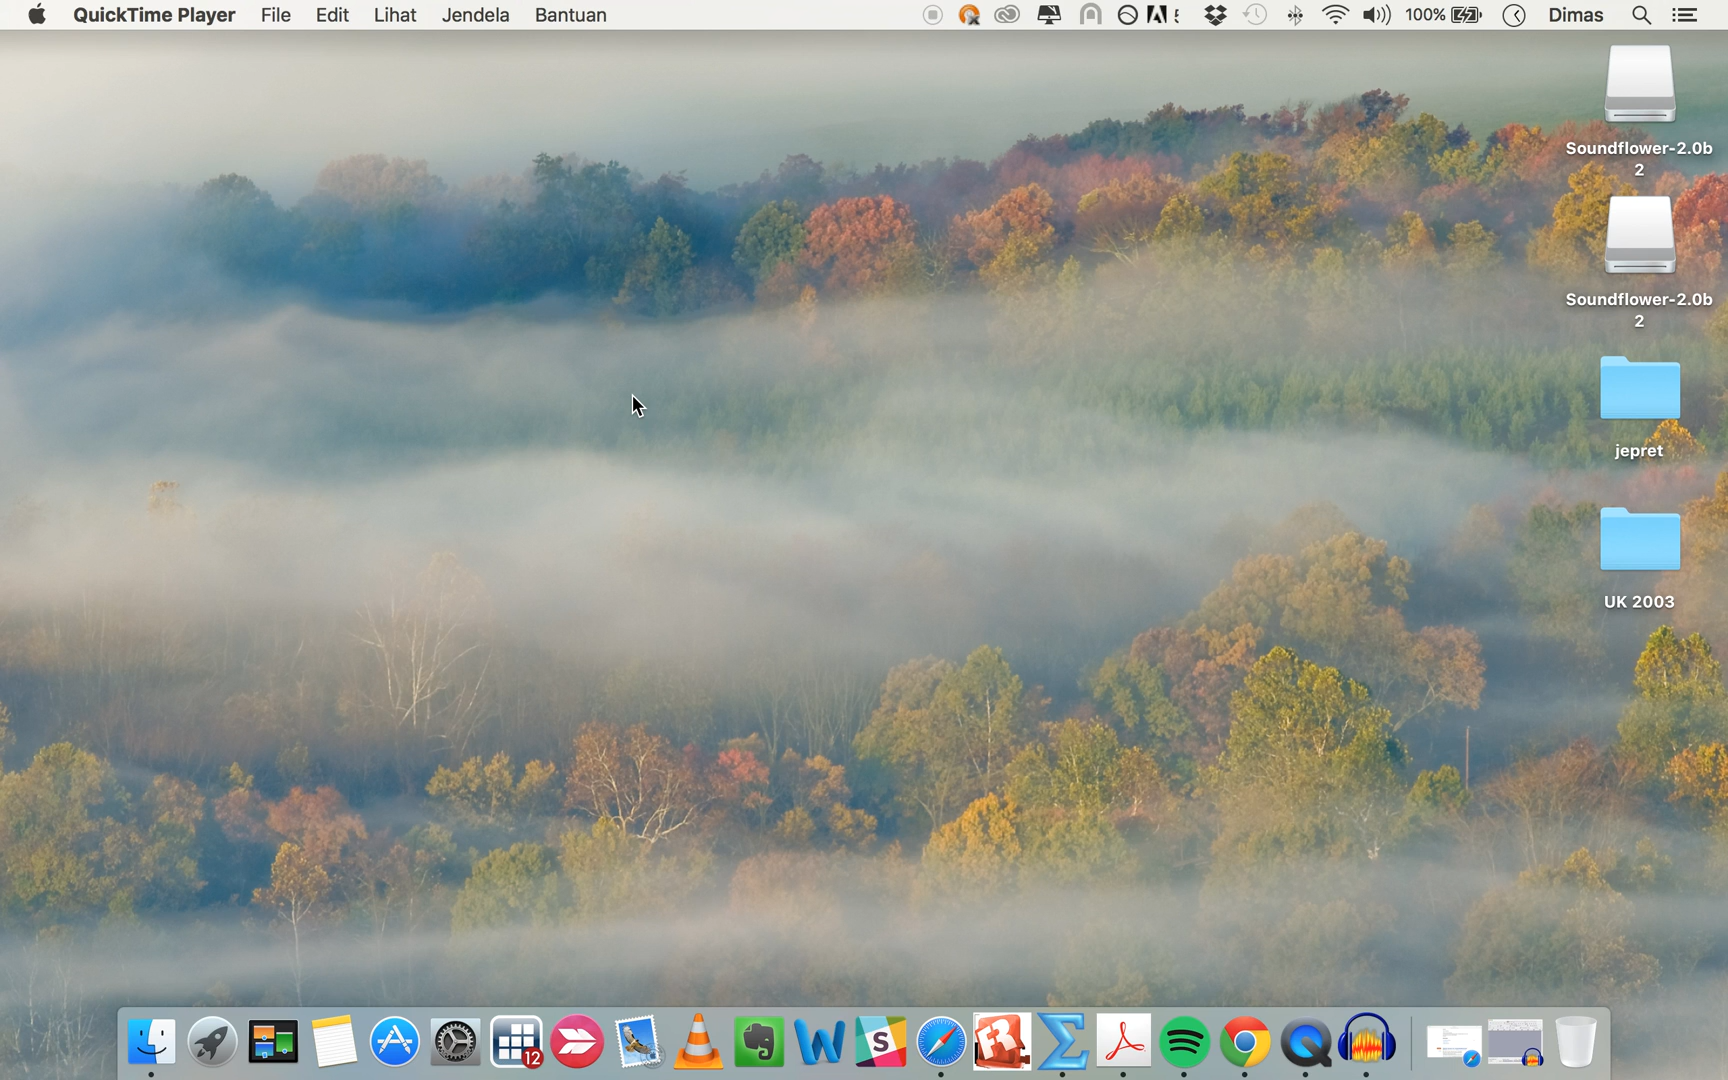 QuickTime Player File Edit Lihat Jendela Bantuan 100% Dimas
Soundflower-2.0b
2
Soundflower-2.0b
2
jepret
UK 2003
12